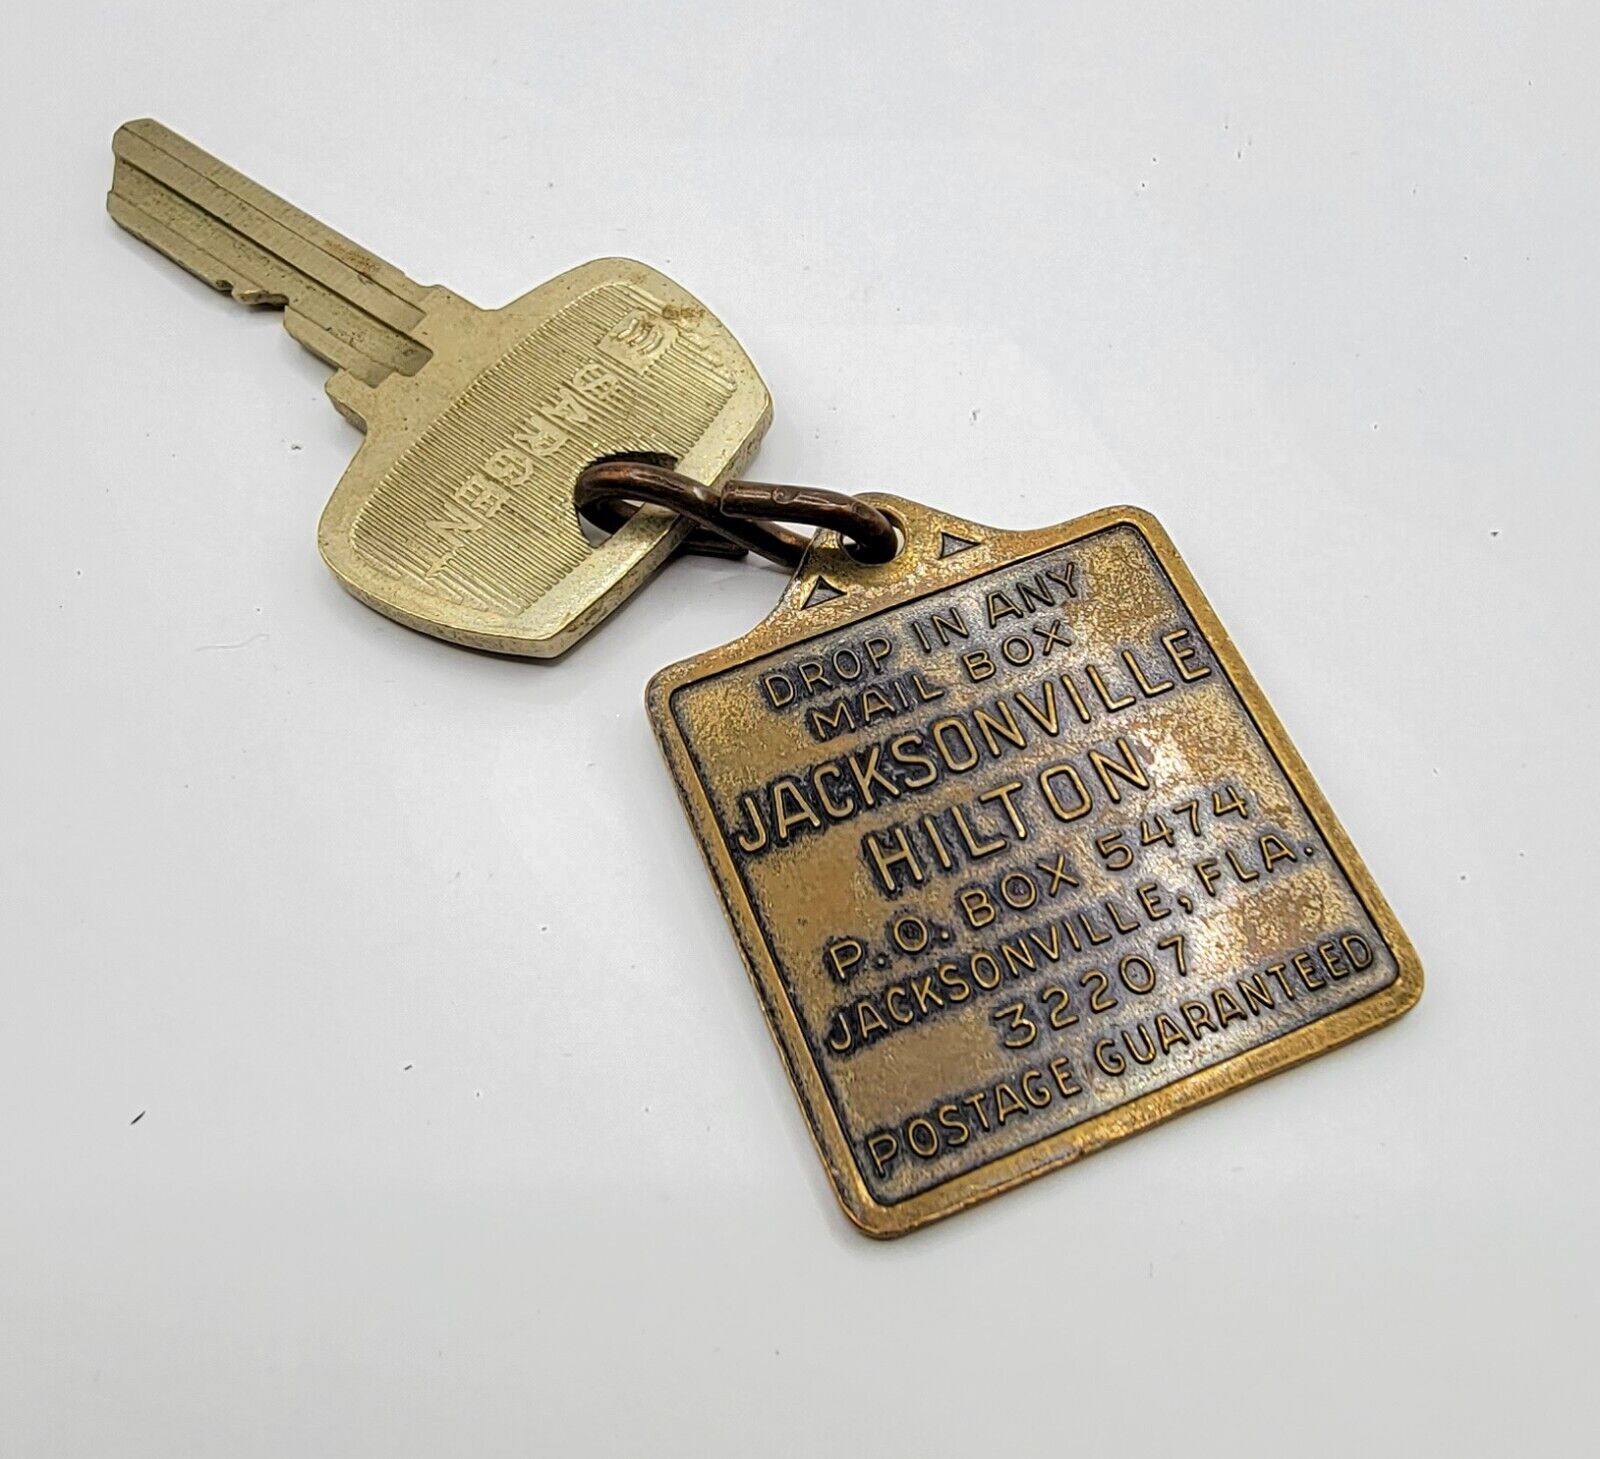 SARGENT
DROP IN ANY
MAIL BOX
JACKSONVILLE
HILTON
P.O. BOX 5474
JACKSONVILLE, FLA.
32207
POSTAGE GUARANTEED